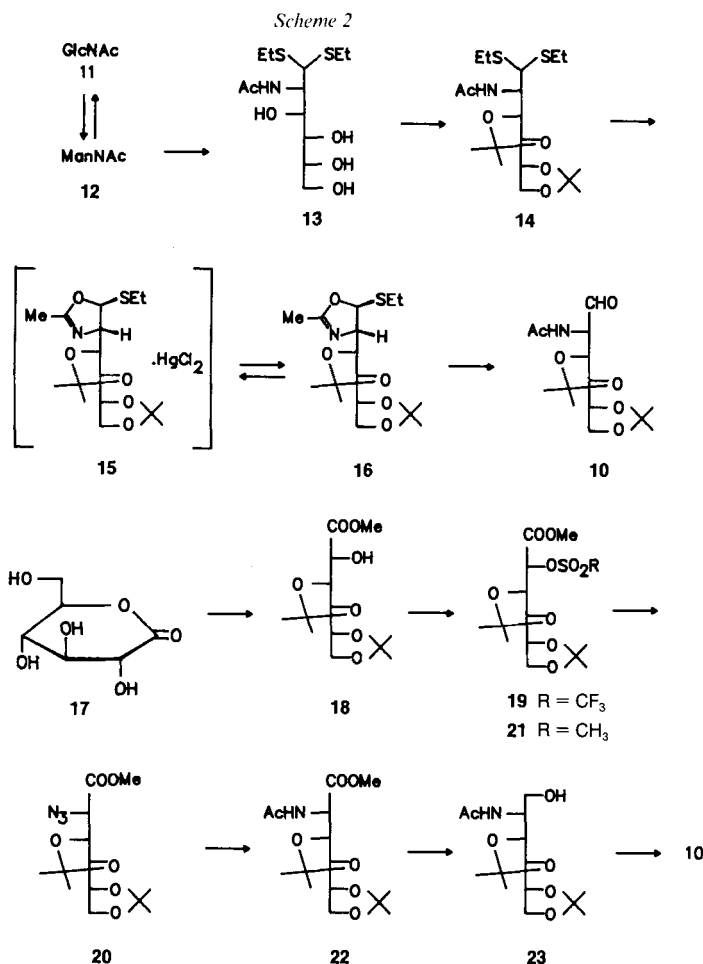 Scheme 2
GlcNAc
11
ManNAc
12
EtS SEt
AcHN
HO
OH
OH
OH
13
EtS SEt
AcHN
O
O
O
O
14
O SEt
Me
N H
O
.HgCl2
O
O
O
15
O SEt
Me
N H
O
O
O
O
16
CHO
AcHN
O
O
O
O
10
HO
O
O
OH
OH
OH
17
COOMe
OH
O
O
O
O
18
COOMe
OSO2R
O
O
O
O
19 R = CF3
21 R = CH3
COOMe
N3
O
O
O
O
20
COOMe
AcHN
O
O
O
O
22
OH
AcHN
O
O
O
O
23
10